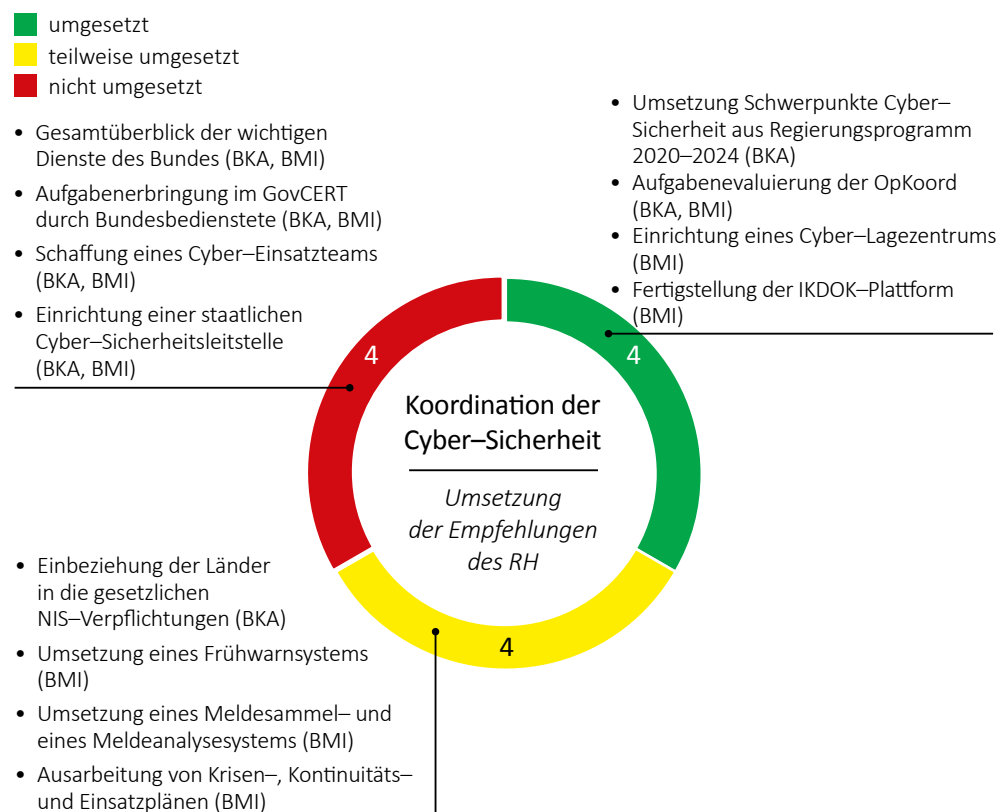 umgesetzt
teilweise umgesetzt
nicht umgesetzt
• Gesamtüberblick der wichtigen
Dienste des Bundes (BKA, BMI)
• Aufgabenerbringung im GovCERT
durch Bundesbedienstete (BKA, BMI)
• Schaffung eines Cyber–Einsatzteams
(BKA, BMI)
• Einrichtung einer staatlichen
Cyber–Sicherheitsleitstelle
(BKA, BMI)
4
• Umsetzung Schwerpunkte Cyber–
Sicherheit aus Regierungsprogramm
2020–2024 (BKA)
• Aufgabenevaluierung der OpKoord
(BKA, BMI)
• Einrichtung eines Cyber–Lagezentrums
(BMI)
• Fertigstellung der IKDOK–Plattform
(BMI)
4
Koordination der
Cyber–Sicherheit
Umsetzung
der Empfehlungen
des RH
• Einbeziehung der Länder
in die gesetzlichen
NIS–Verpflichtungen (BKA)
• Umsetzung eines Frühwarnsystems
(BMI)
• Umsetzung eines Meldesammel– und
eines Meldeanalysesystems (BMI)
• Ausarbeitung von Krisen–, Kontinuitäts–
und Einsatzplänen (BMI)
4